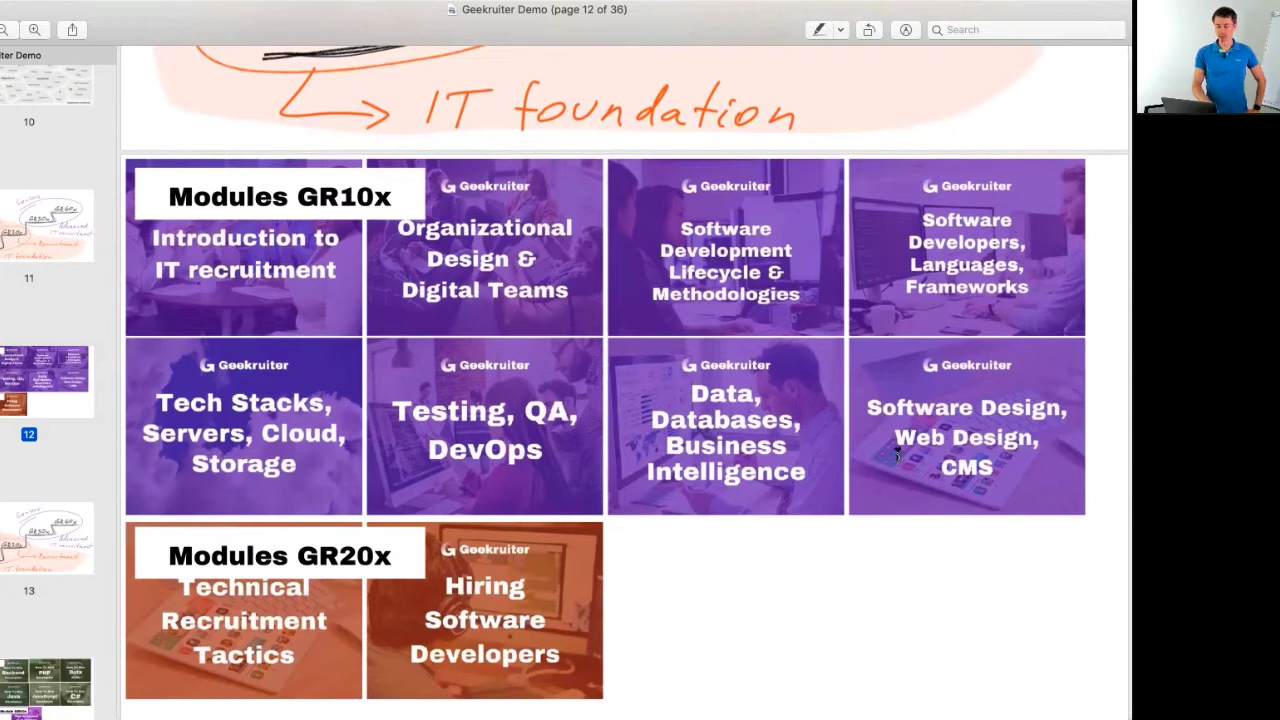 Geekruiter Demo (page 12 of 36)
Search
ter Demo
10
11
12
13
IT foundation
Modules GR10x
Introduction to
IT recruitment
Geekruiter
Organizational
Design &
Digital Teams
Geekruiter
Software
Development
Lifecycle &
Methodologies
Geekruiter
Software
Developers,
Languages,
Frameworks
Geekruiter
Tech Stacks,
Servers, Cloud,
Storage
Geekruiter
Testing, QA,
DevOps
Geekruiter
Data,
Databases,
Business
Intelligence
Geekruiter
Software Design,
Web Design,
CMS
Modules GR20x
Technical
Recruitment
Tactics
Geekruiter
Hiring
Software
Developers